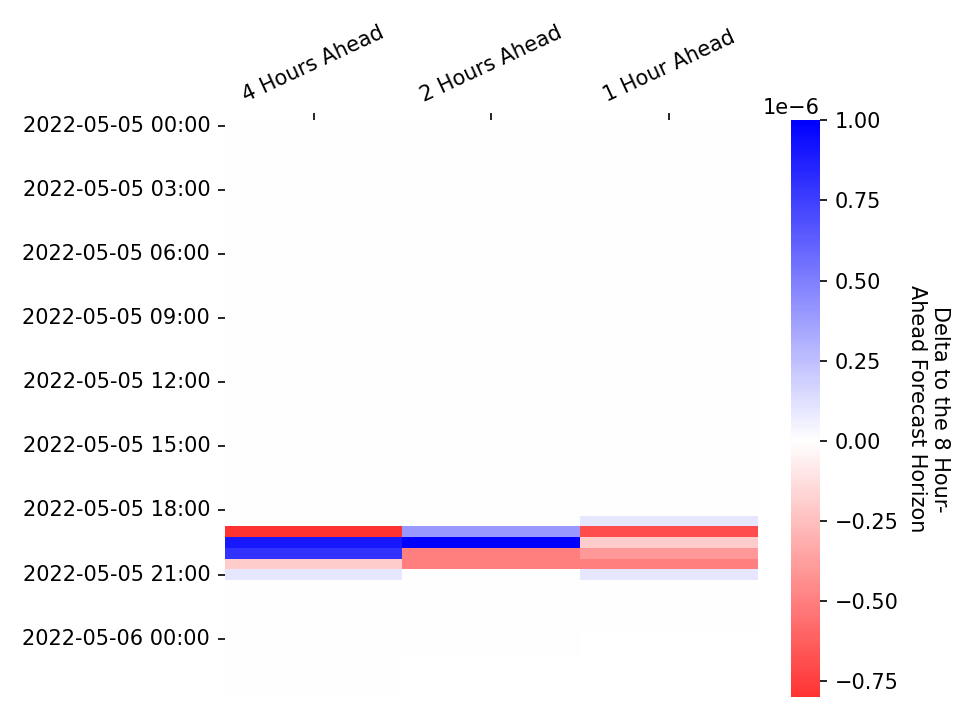 4 Hours Ahead
2 Hours Ahead
1 Hour Ahead
1e−6
2022-05-05 00:00
2022-05-05 03:00
2022-05-05 06:00
2022-05-05 09:00
2022-05-05 12:00
2022-05-05 15:00
2022-05-05 18:00
2022-05-05 21:00
2022-05-06 00:00
1.00
0.75
0.50
0.25
0.00
−0.25
−0.50
−0.75
Delta to the 8 Hour-
Ahead Forecast Horizon